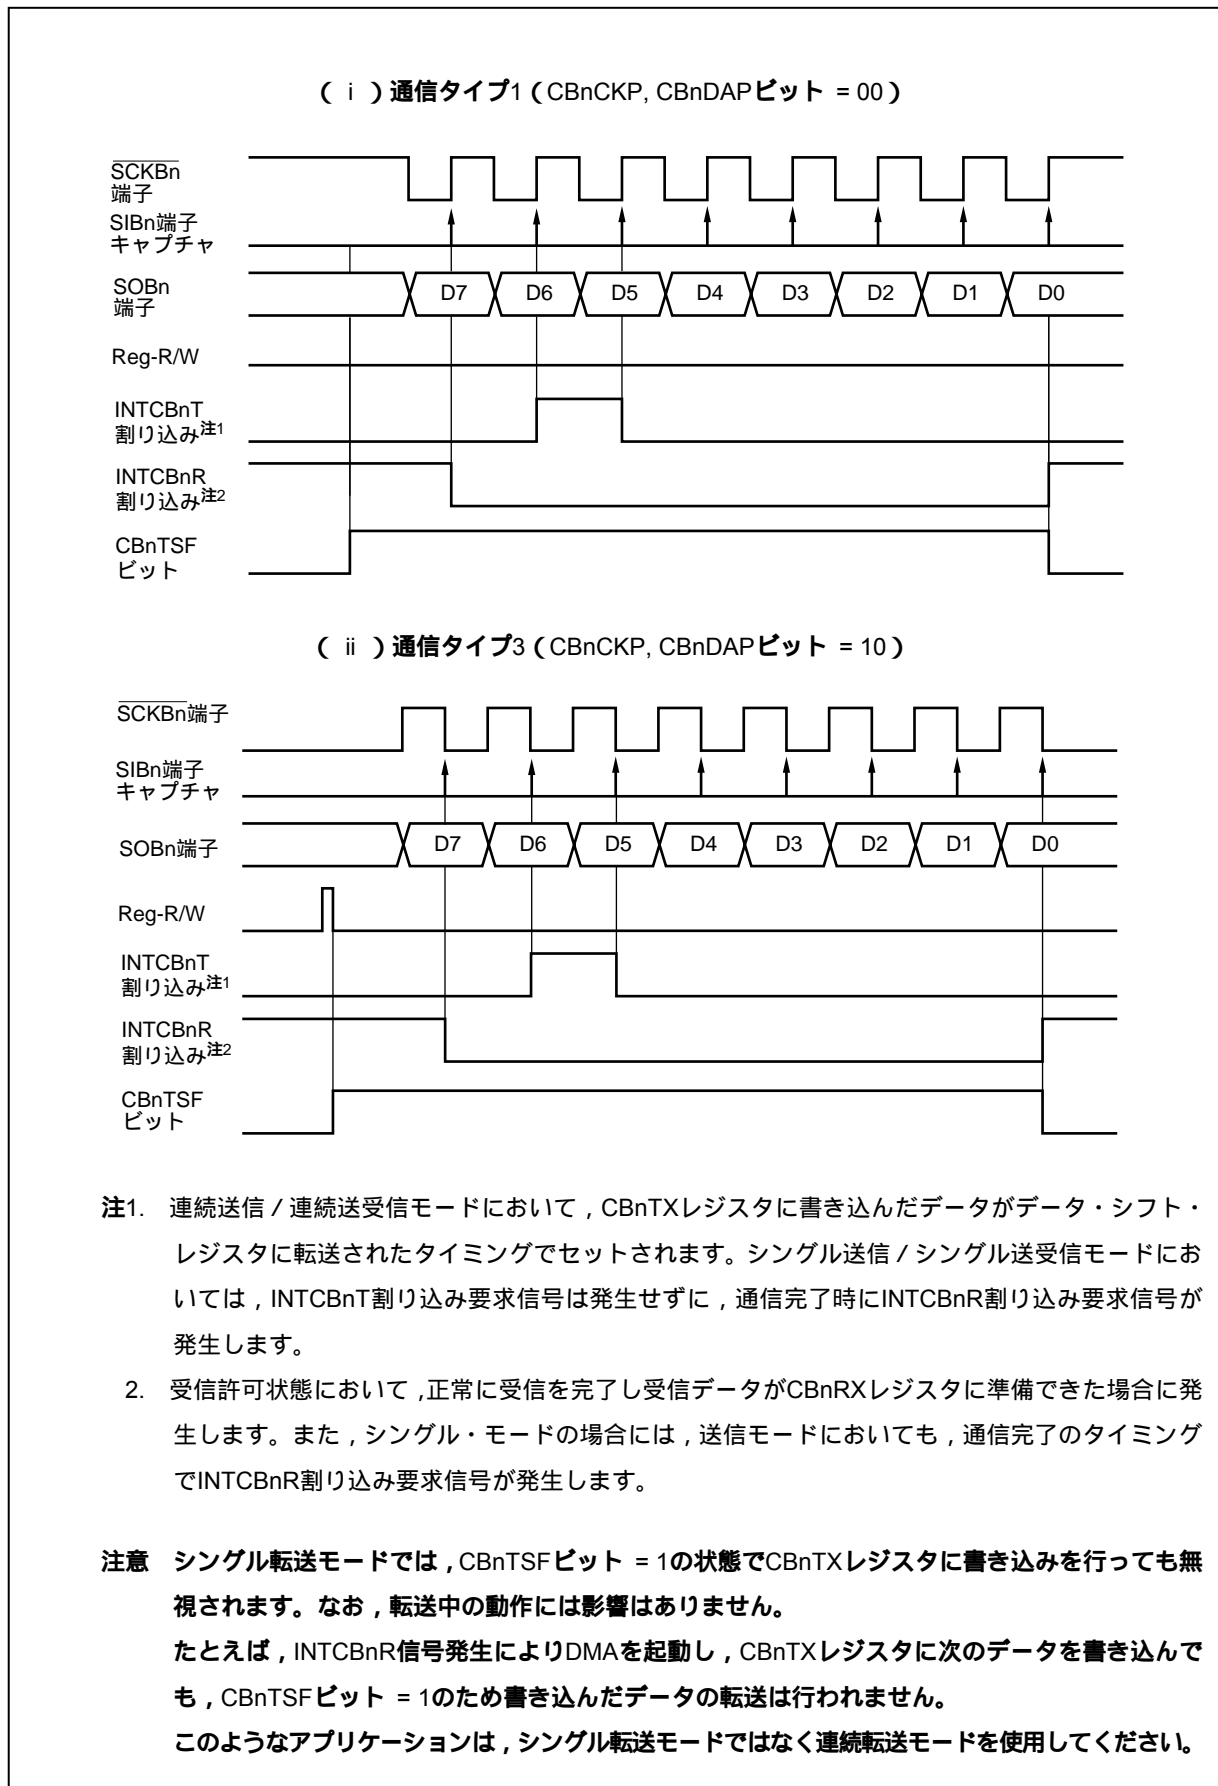 ( i ) 通信タイプ1（CBnCKP, CBnDAPビット = 00）
SCKBn
端子
SIBn端子
キャプチャ
SOBn
端子
D7 D6 D5 D4 D3 D2 D1 D0
Reg-R/W
INTCBnT
割り込み注1
INTCBnR
割り込み注2
CBnTSF
ビット
( ii ) 通信タイプ3（CBnCKP, CBnDAPビット = 10）
SCKBn端子
SIBn端子
キャプチャ
SOBn端子
D7 D6 D5 D4 D3 D2 D1 D0
Reg-R/W
INTCBnT
割り込み注1
INTCBnR
割り込み注2
CBnTSF
ビット
注1. 連続送信／連続送受信モードにおいて，CBnTXレジスタに書き込んだデータがデータ・シフト・
レジスタに転送されたタイミングでセットされます。シングル送信／シングル送受信モードにお
いては，INTCBnT割り込み要求信号は発生せずに，通信完了時にINTCBnR割り込み要求信号が
発生します。
2. 受信許可状態において，正常に受信を完了し受信データがCBnRXレジスタに準備できた場合に発
生します。また，シングル・モードの場合には，送信モードにおいても，通信完了のタイミング
でINTCBnR割り込み要求信号が発生します。
注意 シングル転送モードでは，CBnTSFビット = 1の状態でCBnTXレジスタに書き込みを行っても無
視されます。なお，転送中の動作には影響はありません。
たとえば，INTCBnR信号発生によりDMAを起動し，CBnTXレジスタに次のデータを書き込んで
も，CBnTSFビット = 1のため書き込んだデータの転送は行われません。
このようなアプリケーションは，シングル転送モードではなく連続転送モードを使用してください。